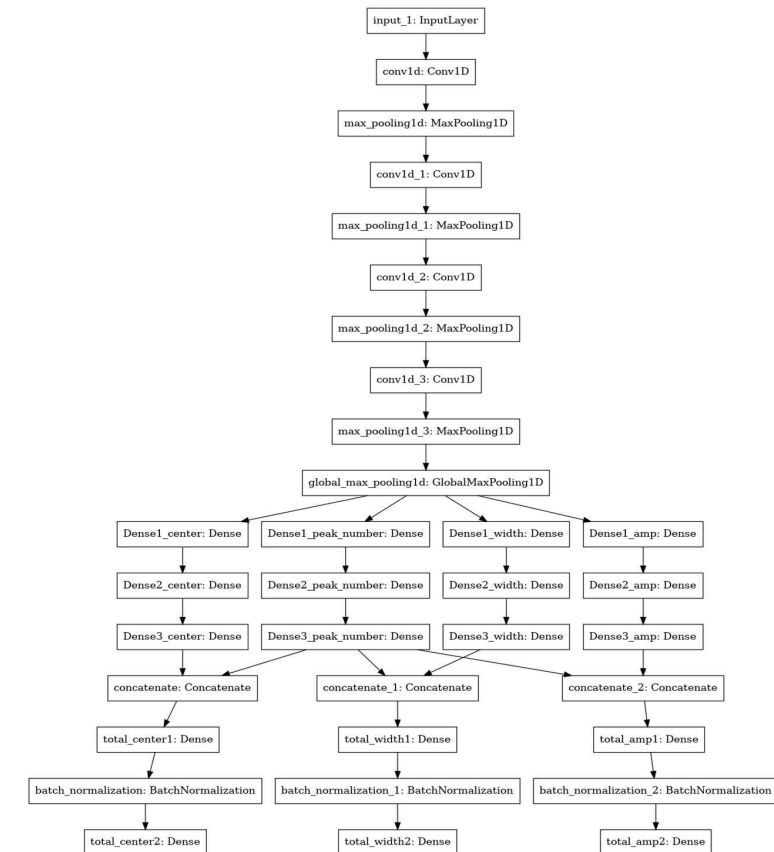 input_1: InputLayer
conv1d: Conv1D
max_pooling1d: MaxPooling1D
conv1d_1: Conv1D
max_pooling1d_1: MaxPooling1D
conv1d_2: Conv1D
max_pooling1d_2: MaxPooling1D
conv1d_3: Conv1D
max_pooling1d_3: MaxPooling1D
global_max_pooling1d: GlobalMaxPooling1D
Dense1_center: Dense
Dense1_peak_number: Dense
Dense1_width: Dense
Dense1_amp: Dense
Dense2_center: Dense
Dense2_peak_number: Dense
Dense2_width: Dense
Dense2_amp: Dense
Dense3_center: Dense
Dense3_peak_number: Dense
Dense3_width: Dense
Dense3_amp: Dense
concatenate: Concatenate
concatenate_1: Concatenate
concatenate_2: Concatenate
total_center1: Dense
total_width1: Dense
total_amp1: Dense
batch_normalization: BatchNormalization
batch_normalization_1: BatchNormalization
batch_normalization_2: BatchNormalization
total_center2: Dense
total_width2: Dense
total_amp2: Dense